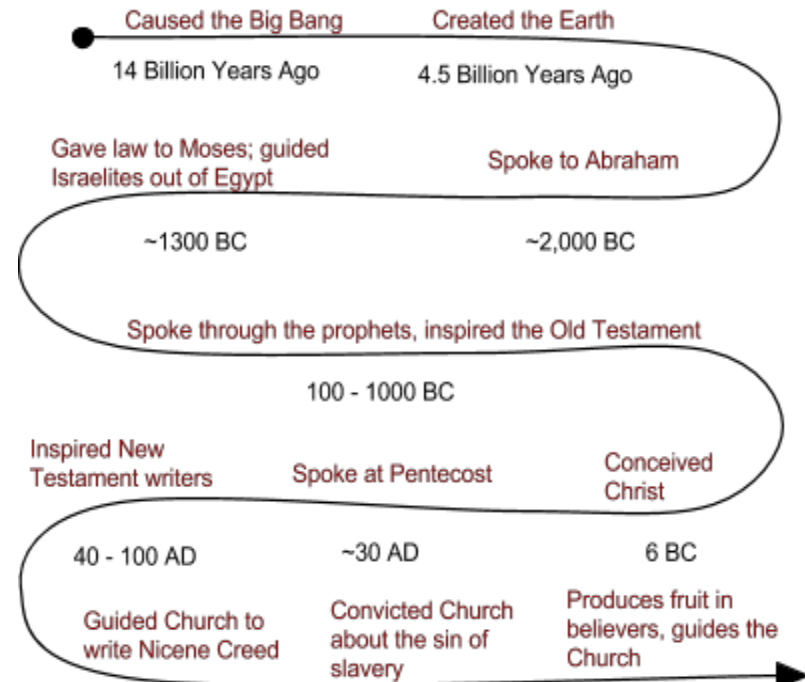 Caused the Big Bang
Created the Earth
14 Billion Years Ago
4.5 Billion Years Ago
Gave law to Moses; guided
Israelites out of Egypt
Spoke to Abraham
~1300 BC
~2,000 BC
Spoke through the prophets, inspired the Old Testament
100 - 1000 BC
Inspired New
Testament writers
Spoke at Pentecost
Conceived
Christ
40 - 100 AD
~30 AD
6 BC
Guided Church to
write Nicene Creed
Convicted Church
about the sin of
slavery
Produces fruit in
believers, guides the
Church